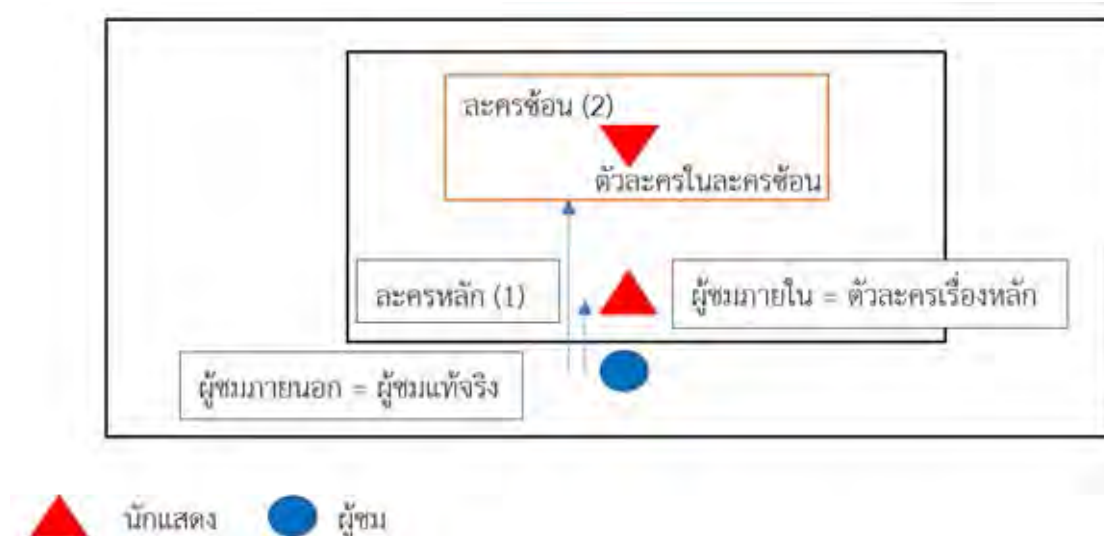 ละครซ้อน (2)
ตัวละครในละครซ้อน
ละครหลัก (1)
ผู้ชมภายใน = ตัวละครเรื่องหลัก
ผู้ชมภายนอก = ผู้ชมแท้จริง
นักแสดง
ผู้ชม